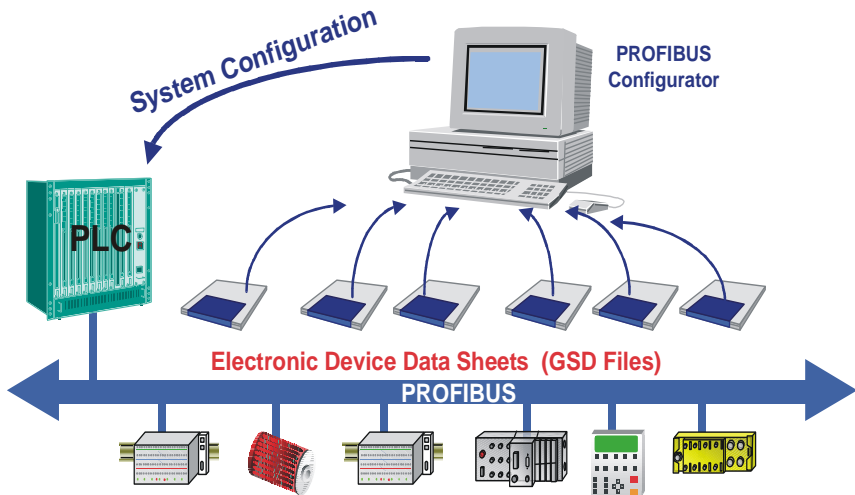 System Configuration
PROFIBUS
Configurator
PLC
Electronic Device Data Sheets (GSD Files)
PROFIBUS